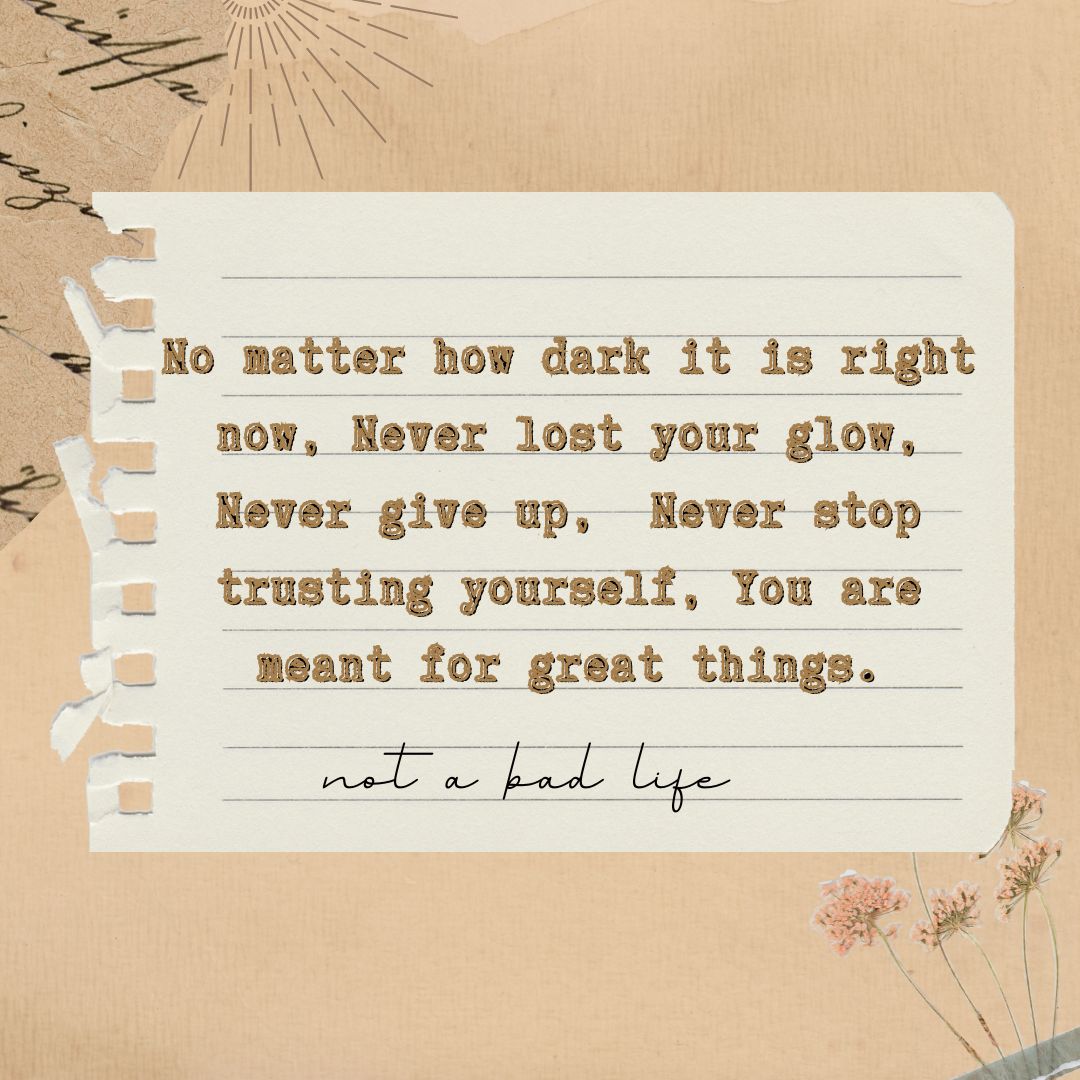 No matter how dark it is right
now, Never lost your glow,
Never give up,  Never stop
trusting yourself, You are
meant for great things.
not a bad life